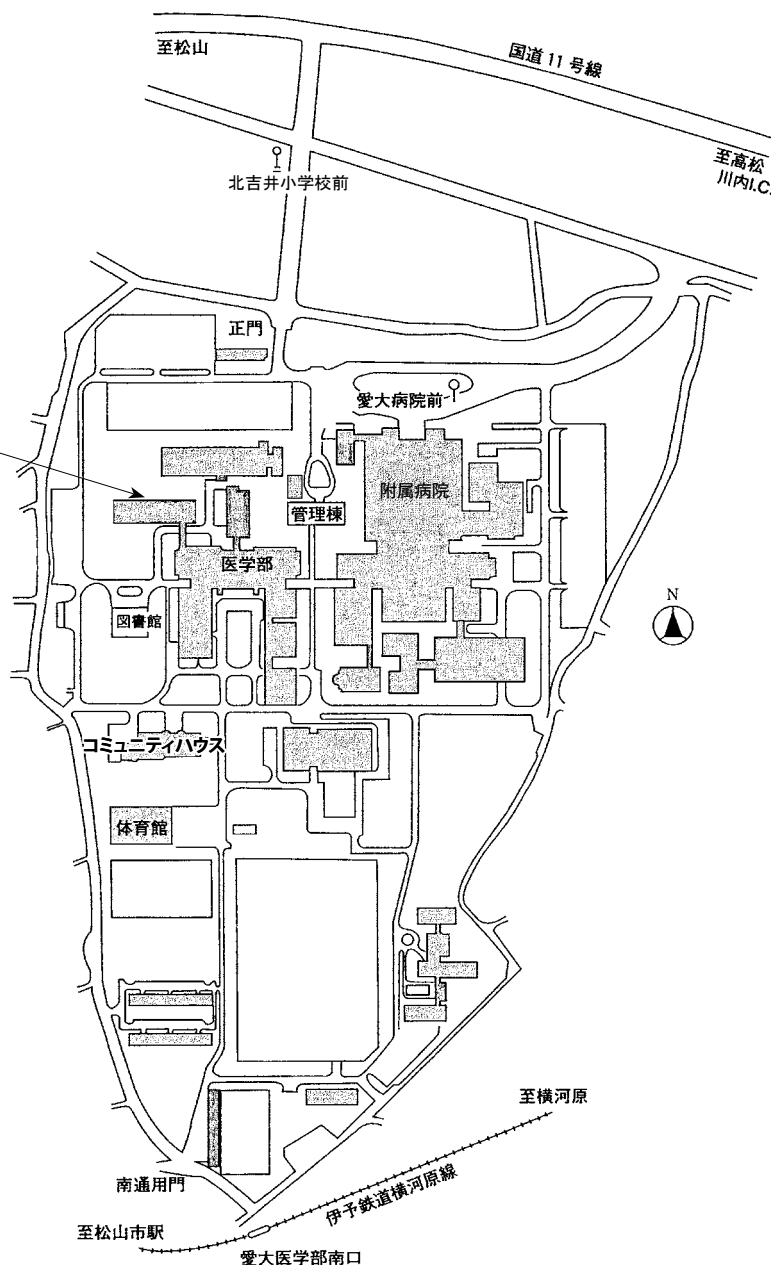 至松山
国道11号線
至高松
川内I.C.
北吉井小学校前
正門
愛大病院前
附属病院
管理棟
医学部
図書館
N
コミュニティハウス
体育館
至横河原
南通用門
伊予鉄道横河原線
至松山市駅
愛大医学部南口